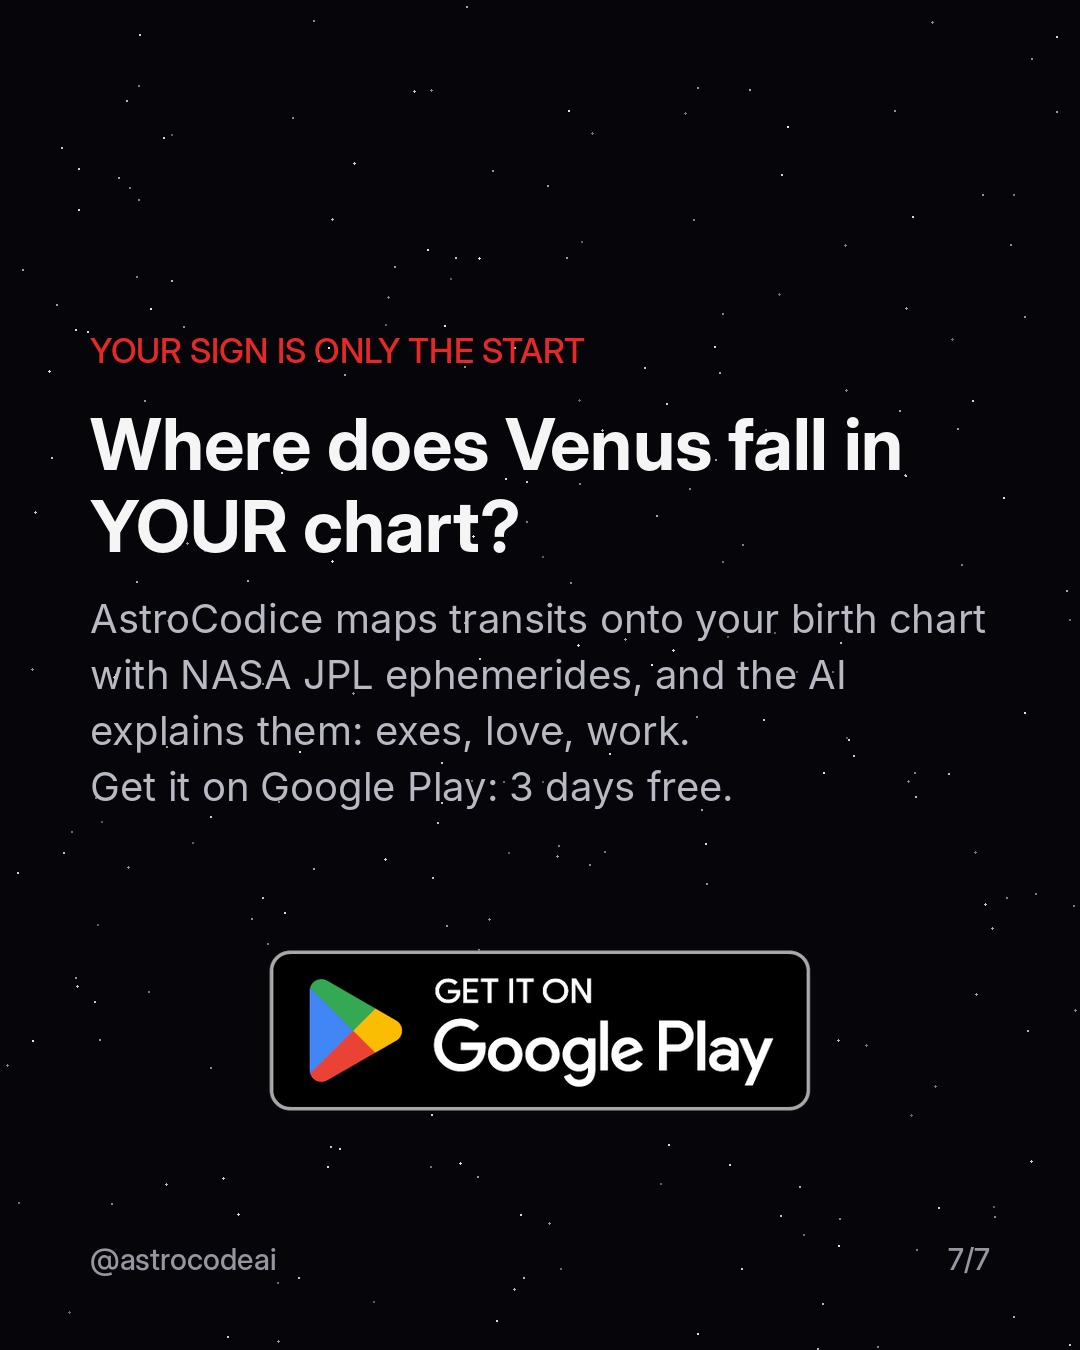 YOUR SIGN IS ONLY THE START
Where does Venus fall in
YOUR chart?
AstroCodice maps transits onto your birth chart
with NASA JPL ephemerides, and the AI
explains them: exes, love, work.
Get it on Google Play: 3 days free.
GET IT ON
Google Play
@astrocodeai
7/7